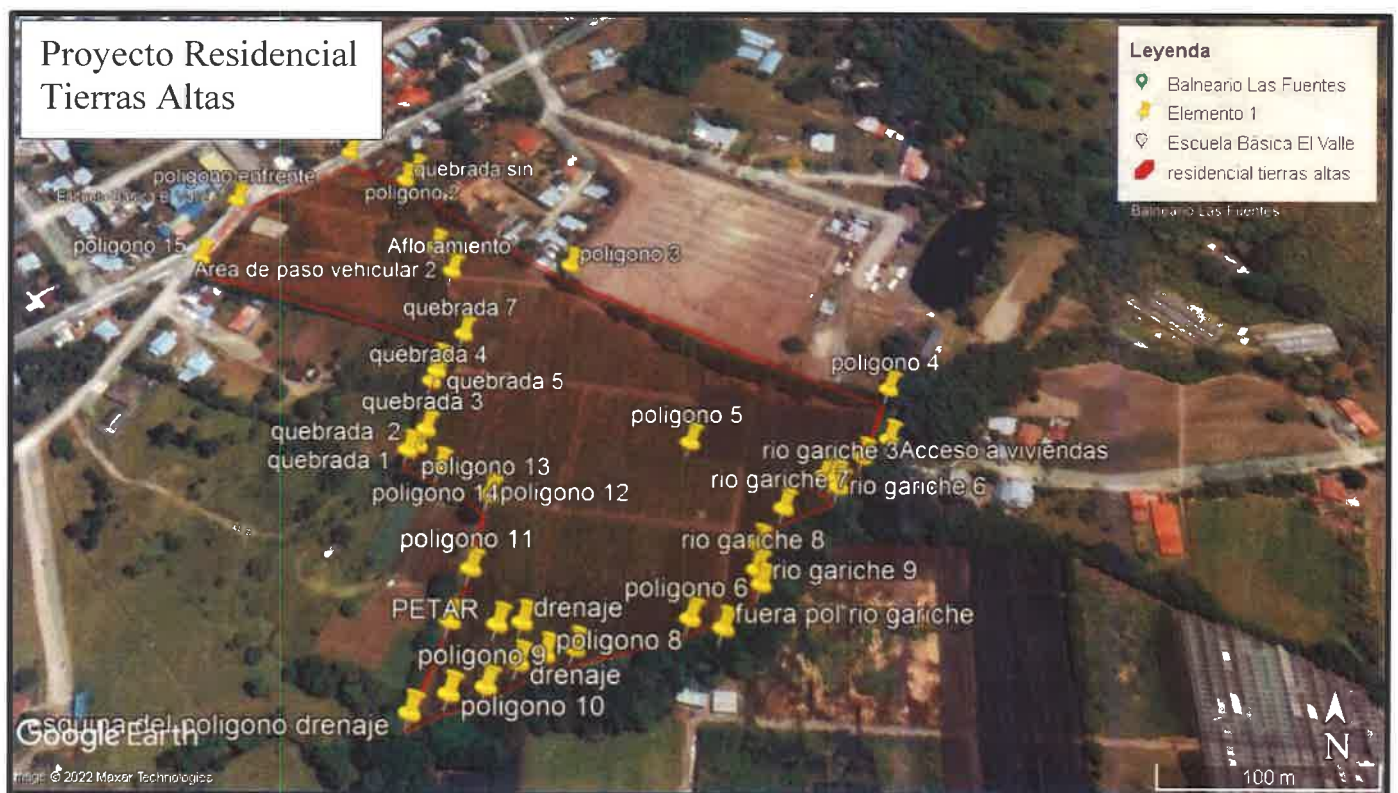 Proyecto Residencial
Tierras Altas
Leyenda
Balneario Las Fuentes
Elemento 1
Escuela Básica El Valle
residencial tierras altas
Balneario Las Fuentes
quebrada sin
poligono enfrente
poligono 2
poligono 15
Afloramiento
poligono 3
Area de paso vehicular 2
quebrada 7
quebrada 4
poligono 4
quebrada 5
quebrada 3
poligono 5
quebrada 2
quebrada 1
rio gariche 3
Acceso a viviendas
poligono 13
rio gariche 7
rio gariche 6
poligono 14
poligono 12
poligono 11
rio gariche 8
rio gariche 9
poligono 6
PETAR
drenaje
fuera pol rio gariche
poligono 8
poligono 9
drenaje
poligono 10
esquina del poligono drenaje
Google Earth
Image © 2022 Maxar Technologies
N
100 m